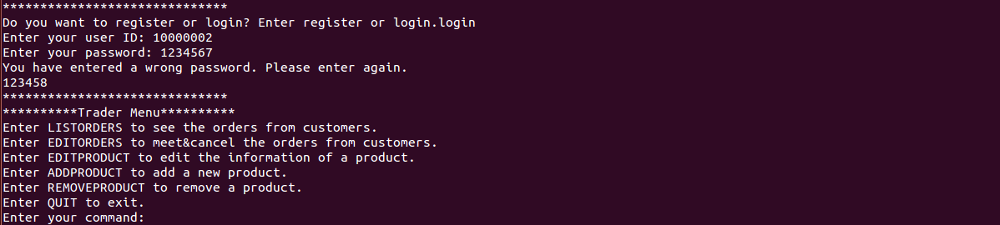 ******************************
Do you want to register or login? Enter register or login.login
Enter your user ID: 10000002
Enter your password: 1234567
You have entered a wrong password. Please enter again.
123458
******************************
**********Trader Menu**********
Enter LISTORDERS to see the orders from customers.
Enter EDITORDERS to meet&cancel the orders from customers.
Enter EDITPRODUCT to edit the information of a product.
Enter ADDPRODUCT to add a new product.
Enter REMOVEPRODUCT to remove a product.
Enter QUIT to exit.
Enter your command: